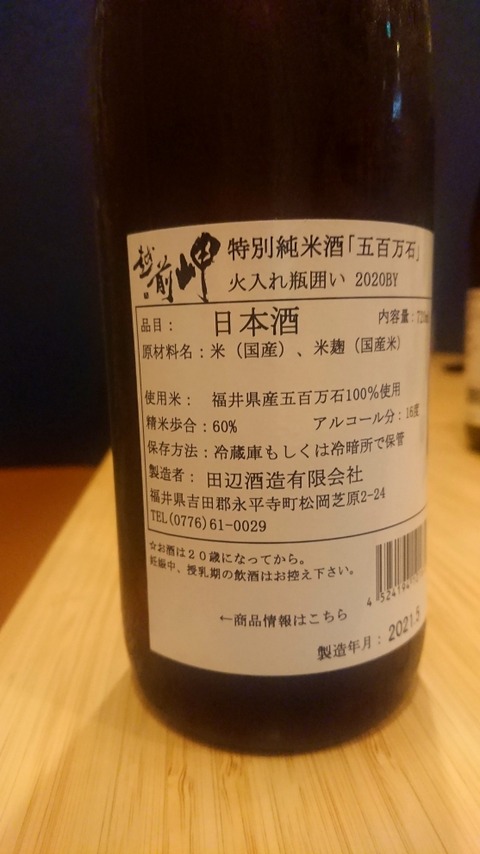 越前岬
特別純米酒「五百万石」
火入れ瓶囲い 2020BY
品目： 日本酒 内容量：720ml
原材料名：米（国産）、米麹（国産米）
使用米： 福井県産五百万石100％使用
精米歩合：60％ アルコール分：16度
保存方法：冷蔵庫もしくは冷暗所で保管
製造者：田辺酒造有限会社
福井県吉田郡永平寺町松岡芝原2-24
TEL(0776)61-0029
☆お酒は２０歳になってから。
妊娠中、授乳期の飲酒はお控え下さい。
←商品情報はこちら
製造年月：2021.5